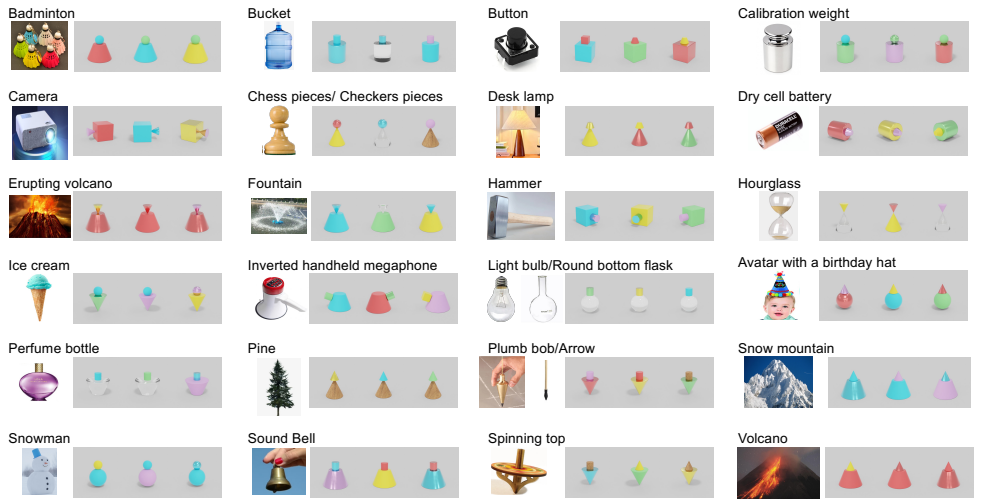 Badminton
Bucket
Button
Calibration weight
Camera
Chess pieces/ Checkers pieces
Desk lamp
Dry cell battery
DURACELL
Erupting volcano
Fountain
Hammer
Hourglass
Ice cream
Inverted handheld megaphone
Light bulb/Round bottom flask
Avatar with a birthday hat
Perfume bottle
Pine
Plumb bob/Arrow
Snow mountain
Snowman
Sound Bell
Spinning top
Volcano